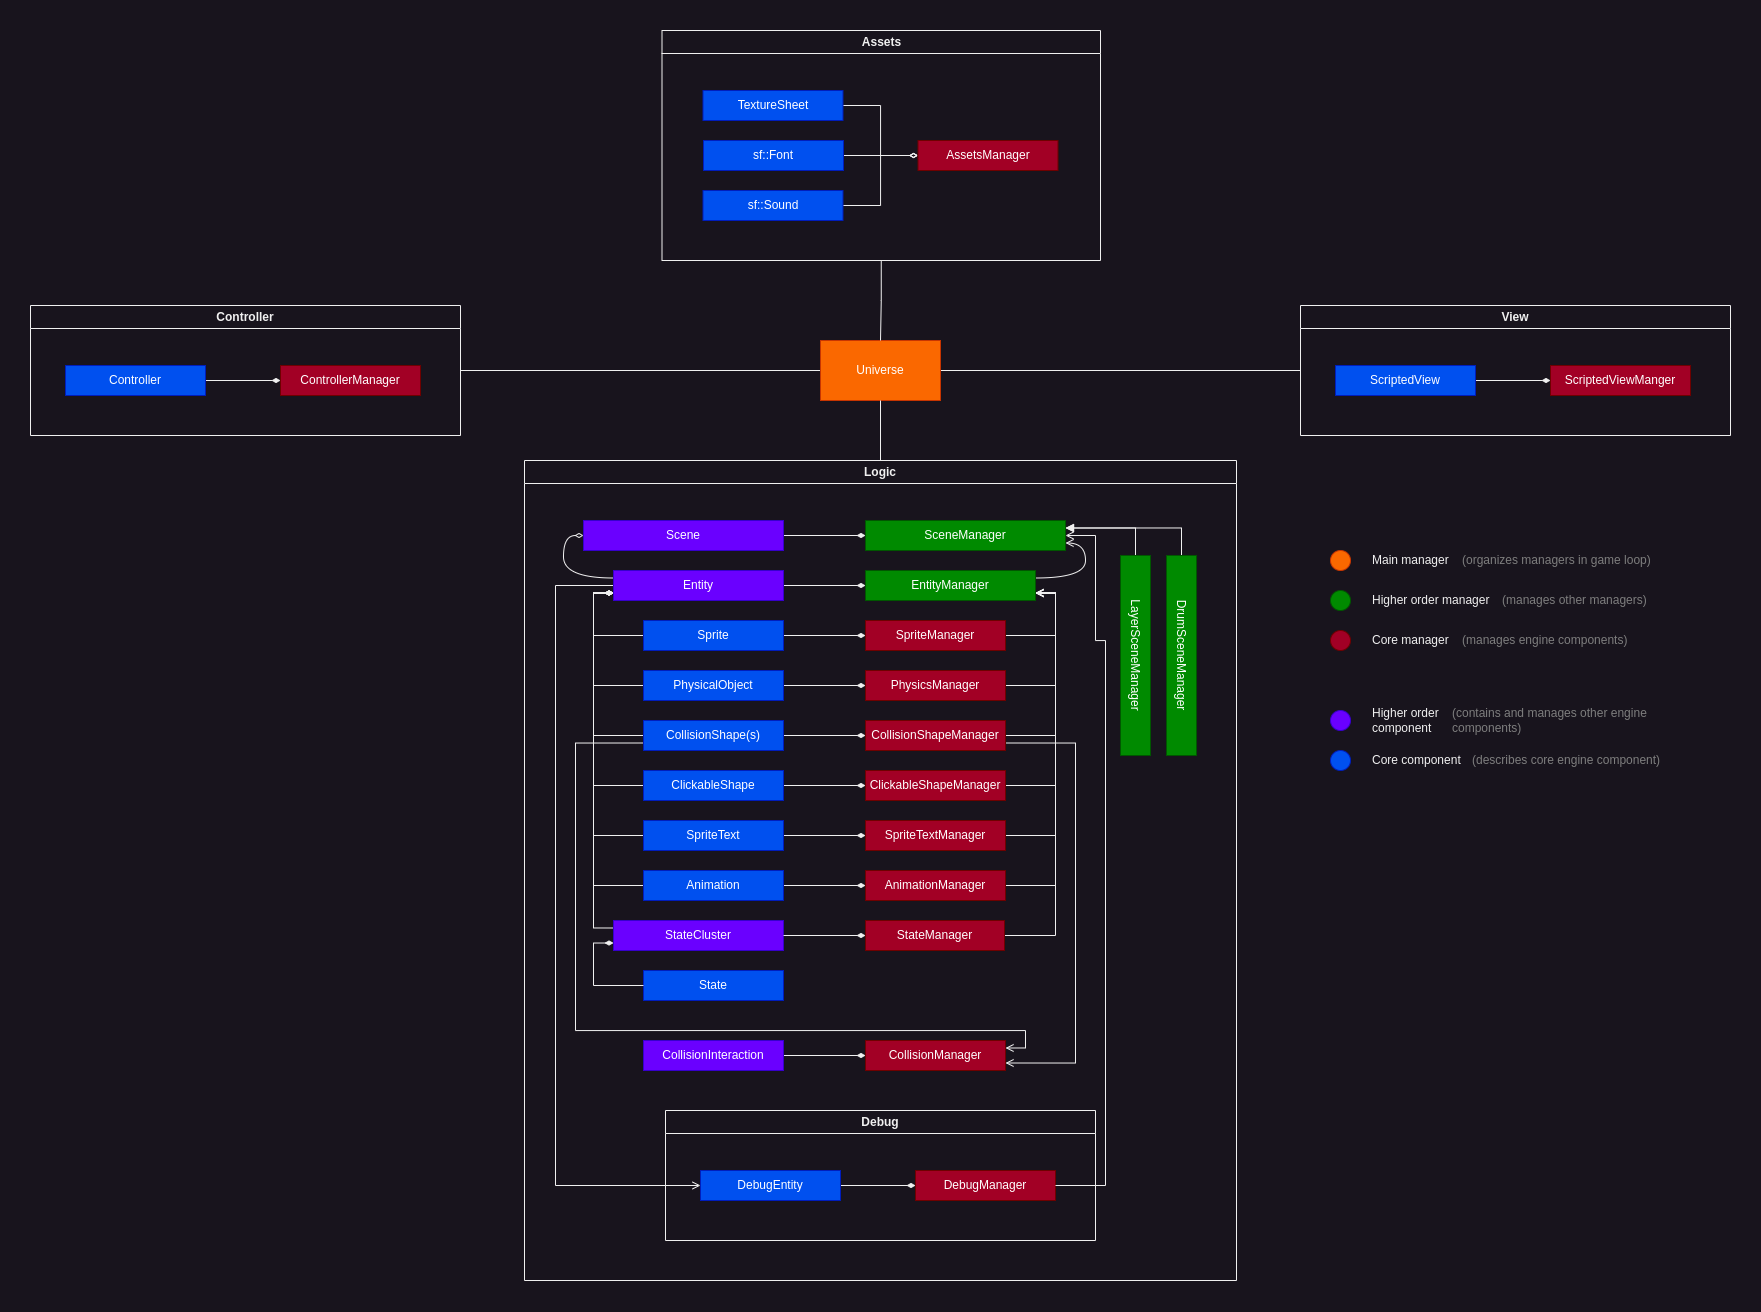 Assets
TextureSheet
sf::Font
AssetsManager
sf::Sound
Controller
Controller
ControllerManager
Universe
View
ScriptedView
ScriptedViewManger
Logic
Scene
SceneManager
Entity
EntityManager
Sprite
SpriteManager
PhysicalObject
PhysicsManager
CollisionShape(s)
CollisionShapeManager
ClickableShape
ClickableShapeManager
SpriteText
SpriteTextManager
Animation
AnimationManager
StateCluster
StateManager
State
CollisionInteraction
CollisionManager
LayerSceneManager
DrumSceneManager
Debug
DebugEntity
DebugManager
Main manager (organizes managers in game loop)
Higher order manager (manages other managers)
Core manager (manages engine components)
Higher order (contains and manages other engine
component components)
Core component (describes core engine component)